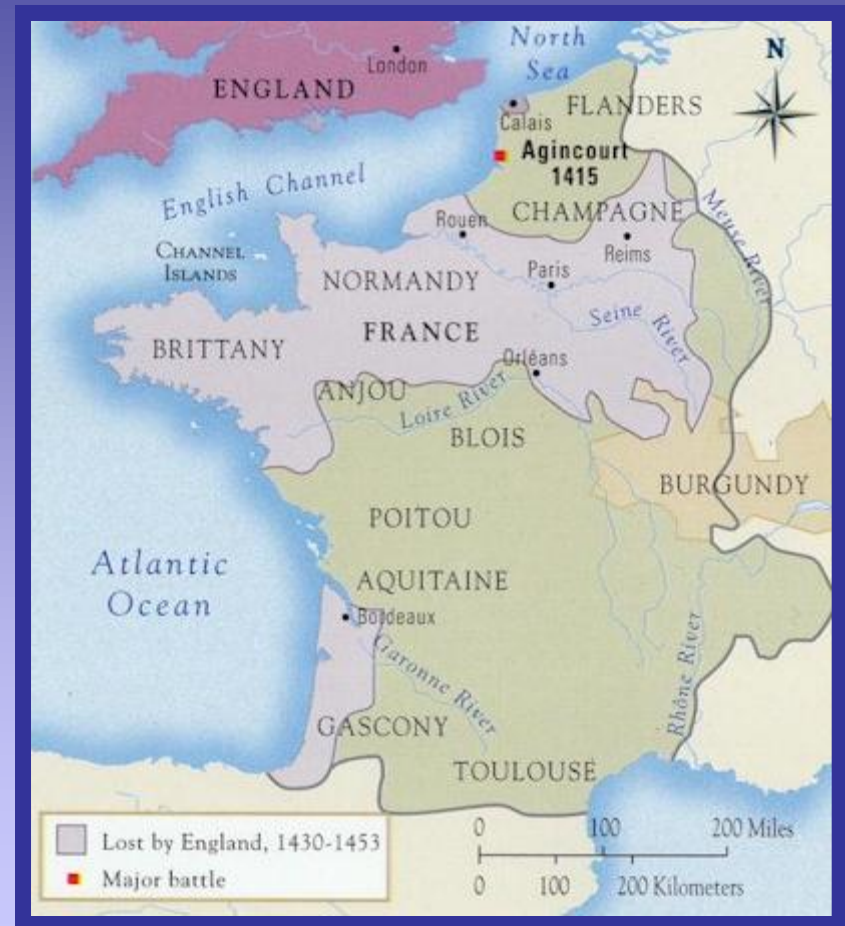 North
Sea
N
London
ENGLAND
FLANDERS
Calais
Agincourt
1415
English Channel
Meuse River
Rouen
CHAMPAGNE
Reims
CHANNEL
ISLANDS
NORMANDY
Paris
Seine River
FRANCE
BRITTANY
Orléans
ANJOU
Loire River
BLOIS
BURGUNDY
POITOU
Atlantic
Ocean
AQUITAINE
Bordeaux
Garonne River
Rhône River
GASCONY
TOULOUSE
Lost by England, 1430-1453
Major battle
0 100 200 Miles
0 100 200 Kilometers